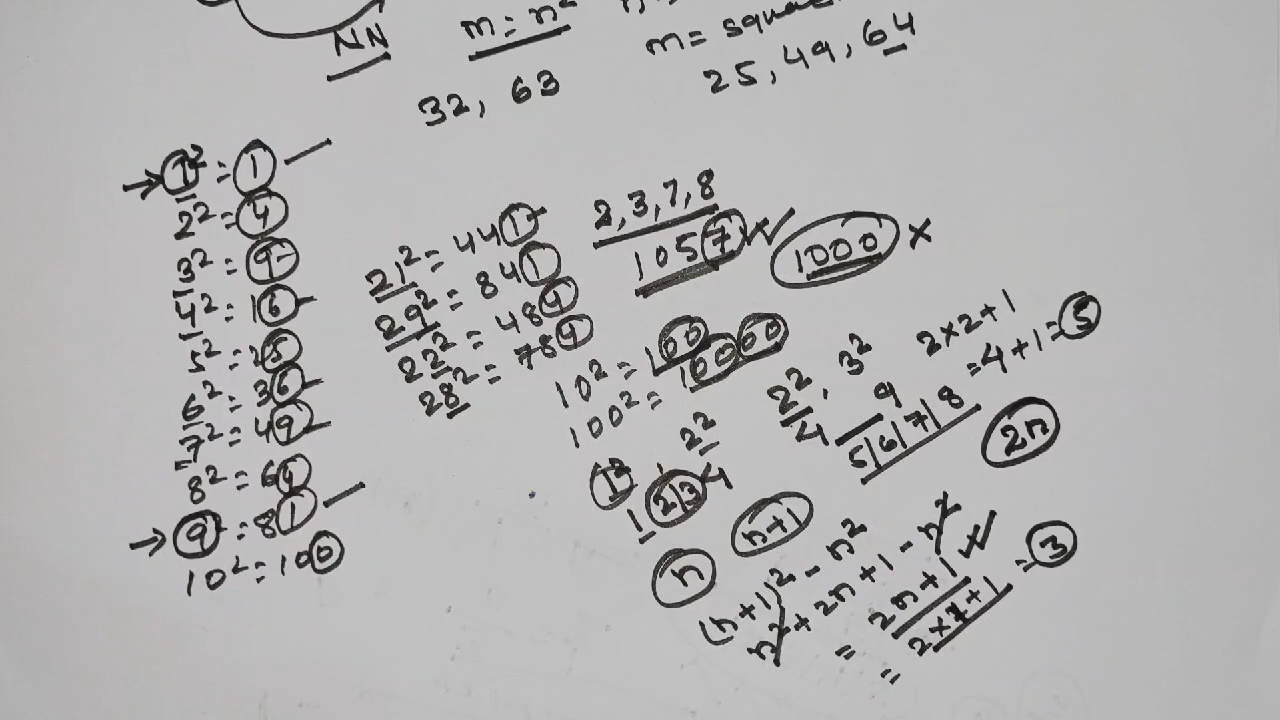 NN
m = n²
m = square
32, 63
25, 49, 64
→ 1² = 1
2² = 4
3² = 9
4² = 16
5² = 25
6² = 36
7² = 49
8² = 64
→ 9² = 81
10² = 100
21² = 441
29² = 841
22² = 484
28² = 784
2, 3, 7, 8
1057
1000 ×
10² = 100
100² = 10000
1² 2²
1 2 3 4
2², 3²
4 9
5/6/7/8
2×2+1
= 4+1 = 5
2n
n
n+1
(n+1)² - n²
n² + 2n + 1 - n²
= 2n+1
= 2×1+1 = 3